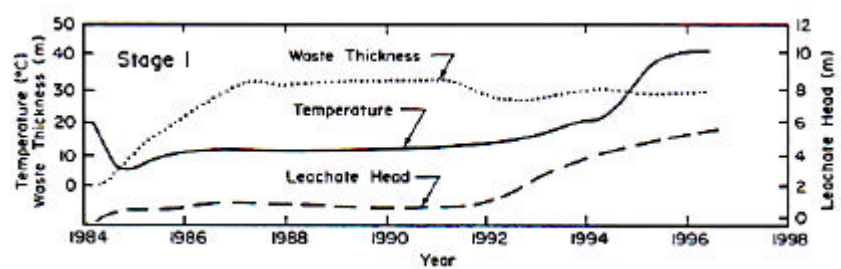 Temperature (°C)
Waste Thickness (m)
50
40
30
20
10
0
Stage I
Waste Thickness
Temperature
Leachate Head
12
10
8
6
4
2
0
Leachate Head (m)
1984 1986 1988 1990 1992 1994 1996 1998
Year